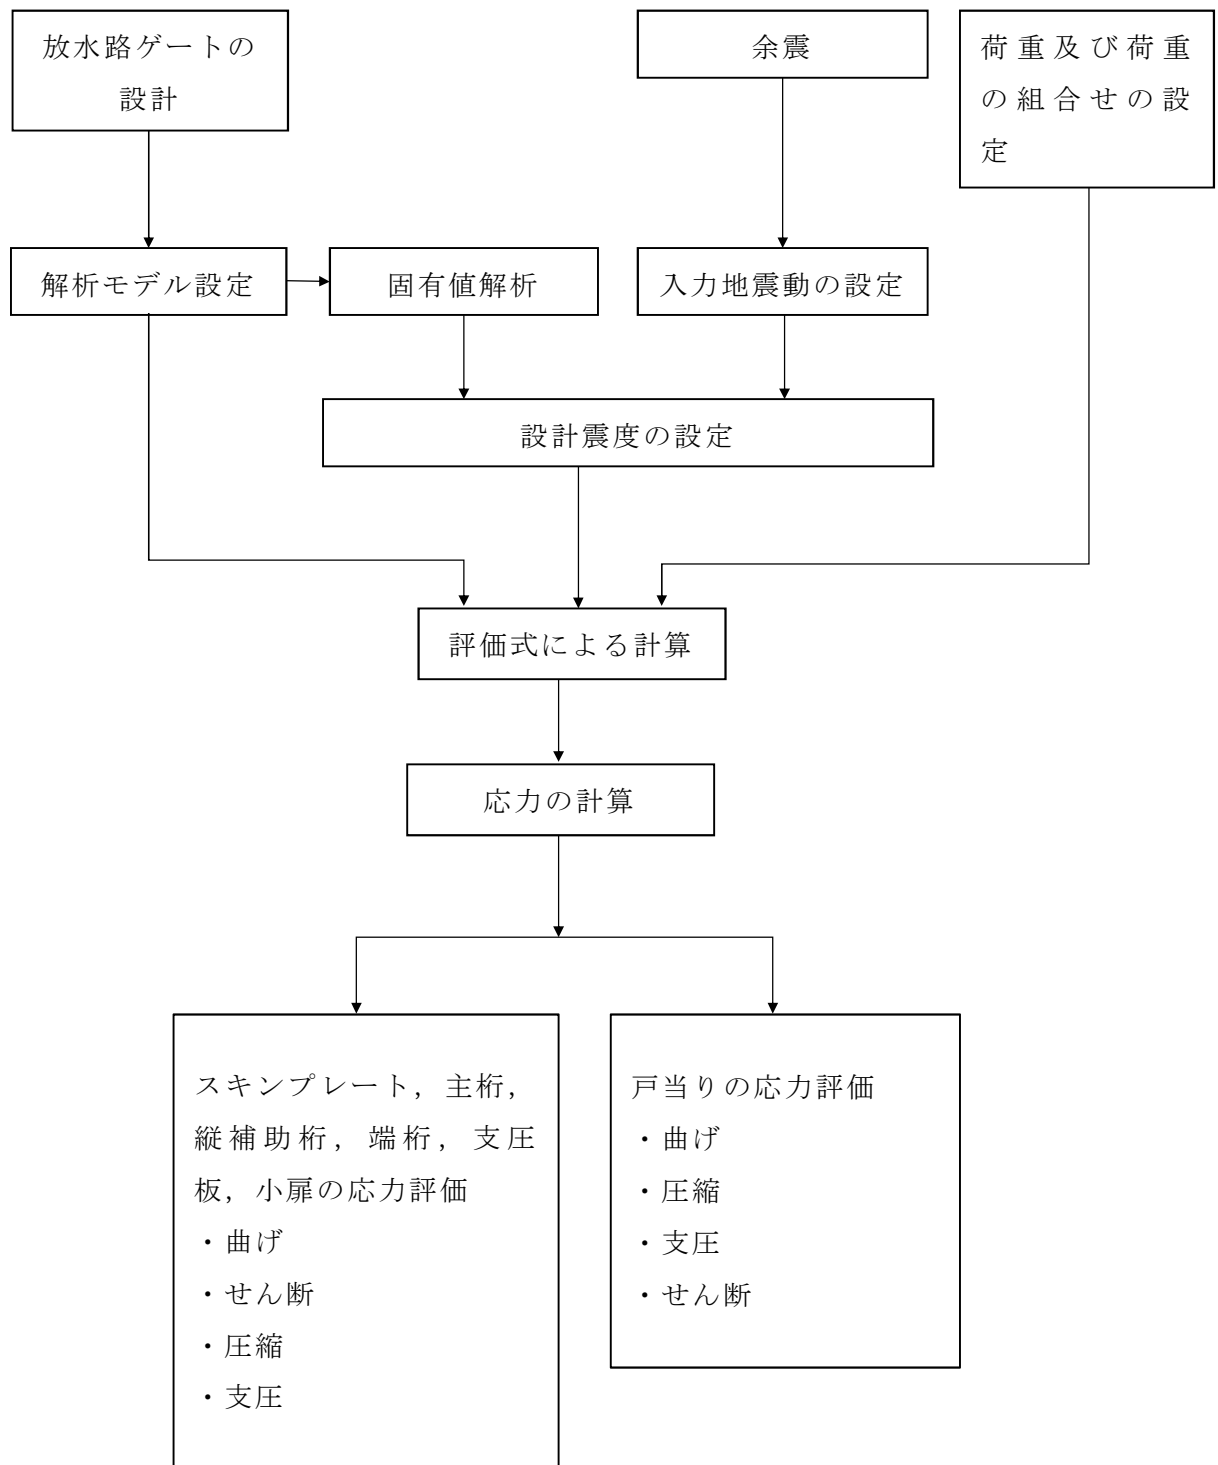 放水路ゲートの
設計
余震
荷重及び荷重
の組合せの設
定
解析モデル設定
固有値解析
入力地震動の設定
設計震度の設定
評価式による計算
応力の計算
スキンプレート，主桁，
縦補助桁，端桁，支圧
板，小扉の応力評価
・曲げ
・せん断
・圧縮
・支圧
戸当りの応力評価
・曲げ
・圧縮
・支圧
・せん断